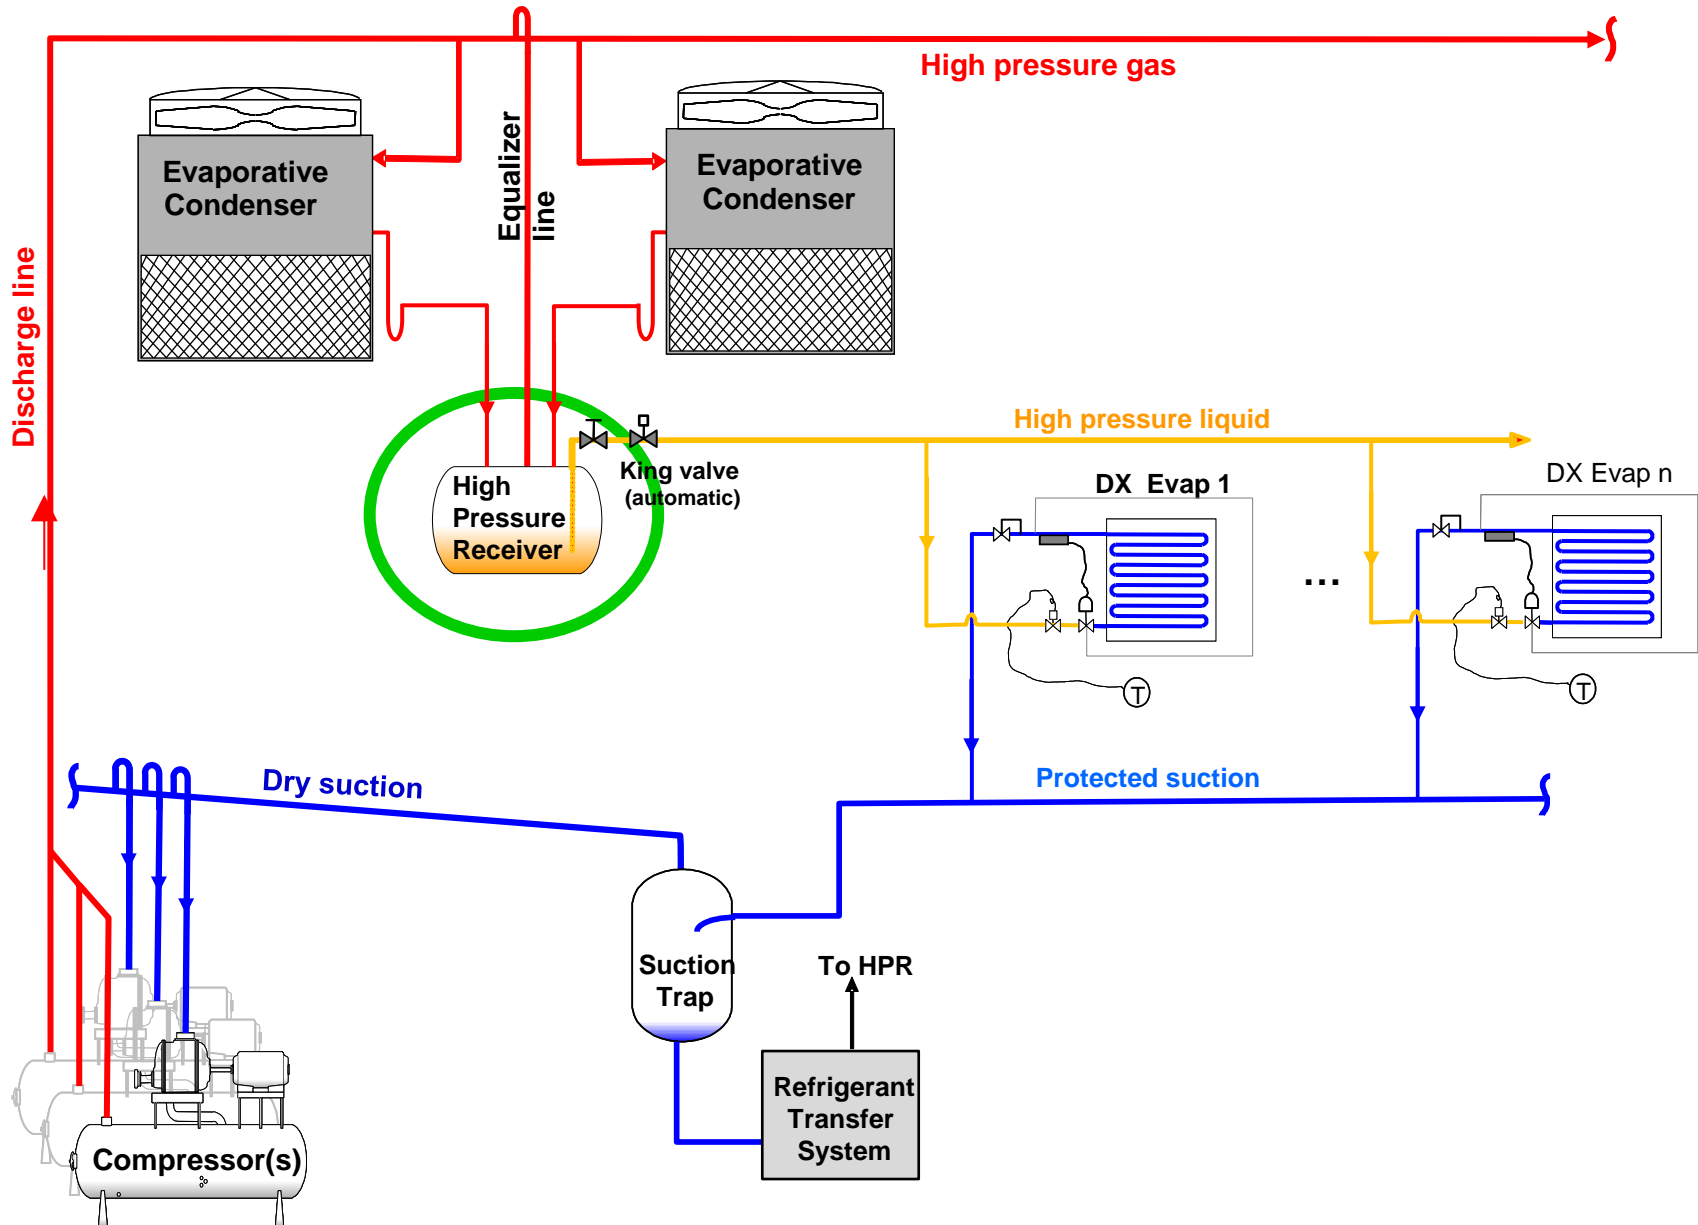 High pressure gas
Evaporative
Condenser
Equalizer
line
Evaporative
Condenser
Discharge line
High pressure liquid
King valve
(automatic)
High
Pressure
Receiver
DX Evap 1
DX Evap n
...
T
T
Dry suction
Protected suction
Suction
Trap
To HPR
Refrigerant
Transfer
System
Compressor(s)